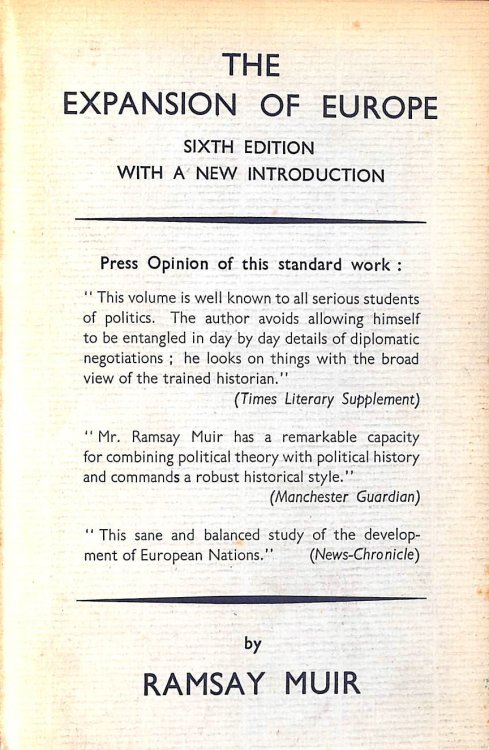 THE
EXPANSION OF EUROPE
SIXTH EDITION
WITH A NEW INTRODUCTION
Press Opinion of this standard work :
" This volume is well known to all serious students
of politics. The author avoids allowing himself
to be entangled in day by day details of diplomatic
negotiations ; he looks on things with the broad
view of the trained historian."
(Times Literary Supplement)
" Mr. Ramsay Muir has a remarkable capacity
for combining political theory with political history
and commands a robust historical style."
(Manchester Guardian)
" This sane and balanced study of the develop-
ment of European Nations." (News-Chronicle)
by
RAMSAY MUIR